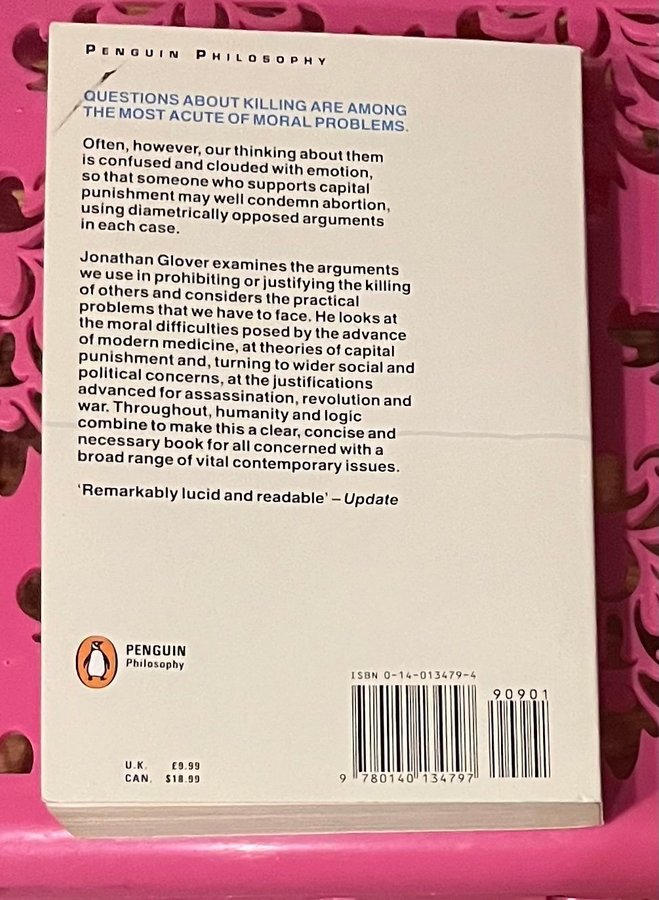 PENGUIN PHILOSOPHY
QUESTIONS ABOUT KILLING ARE AMONG
THE MOST ACUTE OF MORAL PROBLEMS.
Often, however, our thinking about them
is confused and clouded with emotion,
so that someone who supports capital
punishment may well condemn abortion,
using diametrically opposed arguments
in each case.
Jonathan Glover examines the arguments
we use in prohibiting or justifying the killing
of others and considers the practical
problems that we have to face. He looks at
the moral difficulties posed by the advance
of modern medicine, at theories of capital
punishment and, turning to wider social and
political concerns, at the justifications
advanced for assassination, revolution and
war. Throughout, humanity and logic
combine to make this a clear, concise and
necessary book for all concerned with a
broad range of vital contemporary issues.
‘Remarkably lucid and readable’ – Update
PENGUIN
Philosophy
U.K. £9.99
CAN. $18.99
ISBN 0-14-013479-4
90901
9 780140 134797